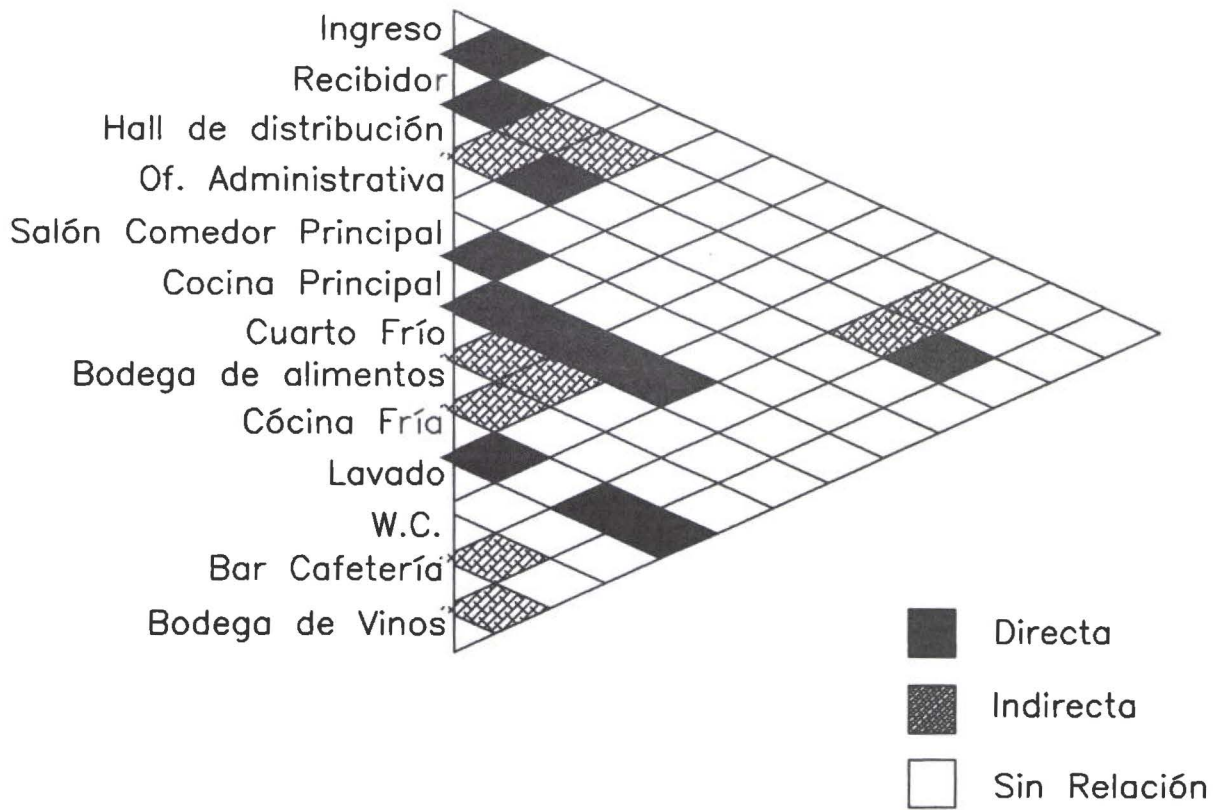 Ingreso
Recibidor
Hall de distribución
Of. Administrativa
Salón Comedor Principal
Cocina Principal
Cuarto Frío
Bodega de alimentos
Cócina Fría
Lavado
W.C.
Bar Cafetería
Bodega de Vinos
Directa
Indirecta
Sin Relación